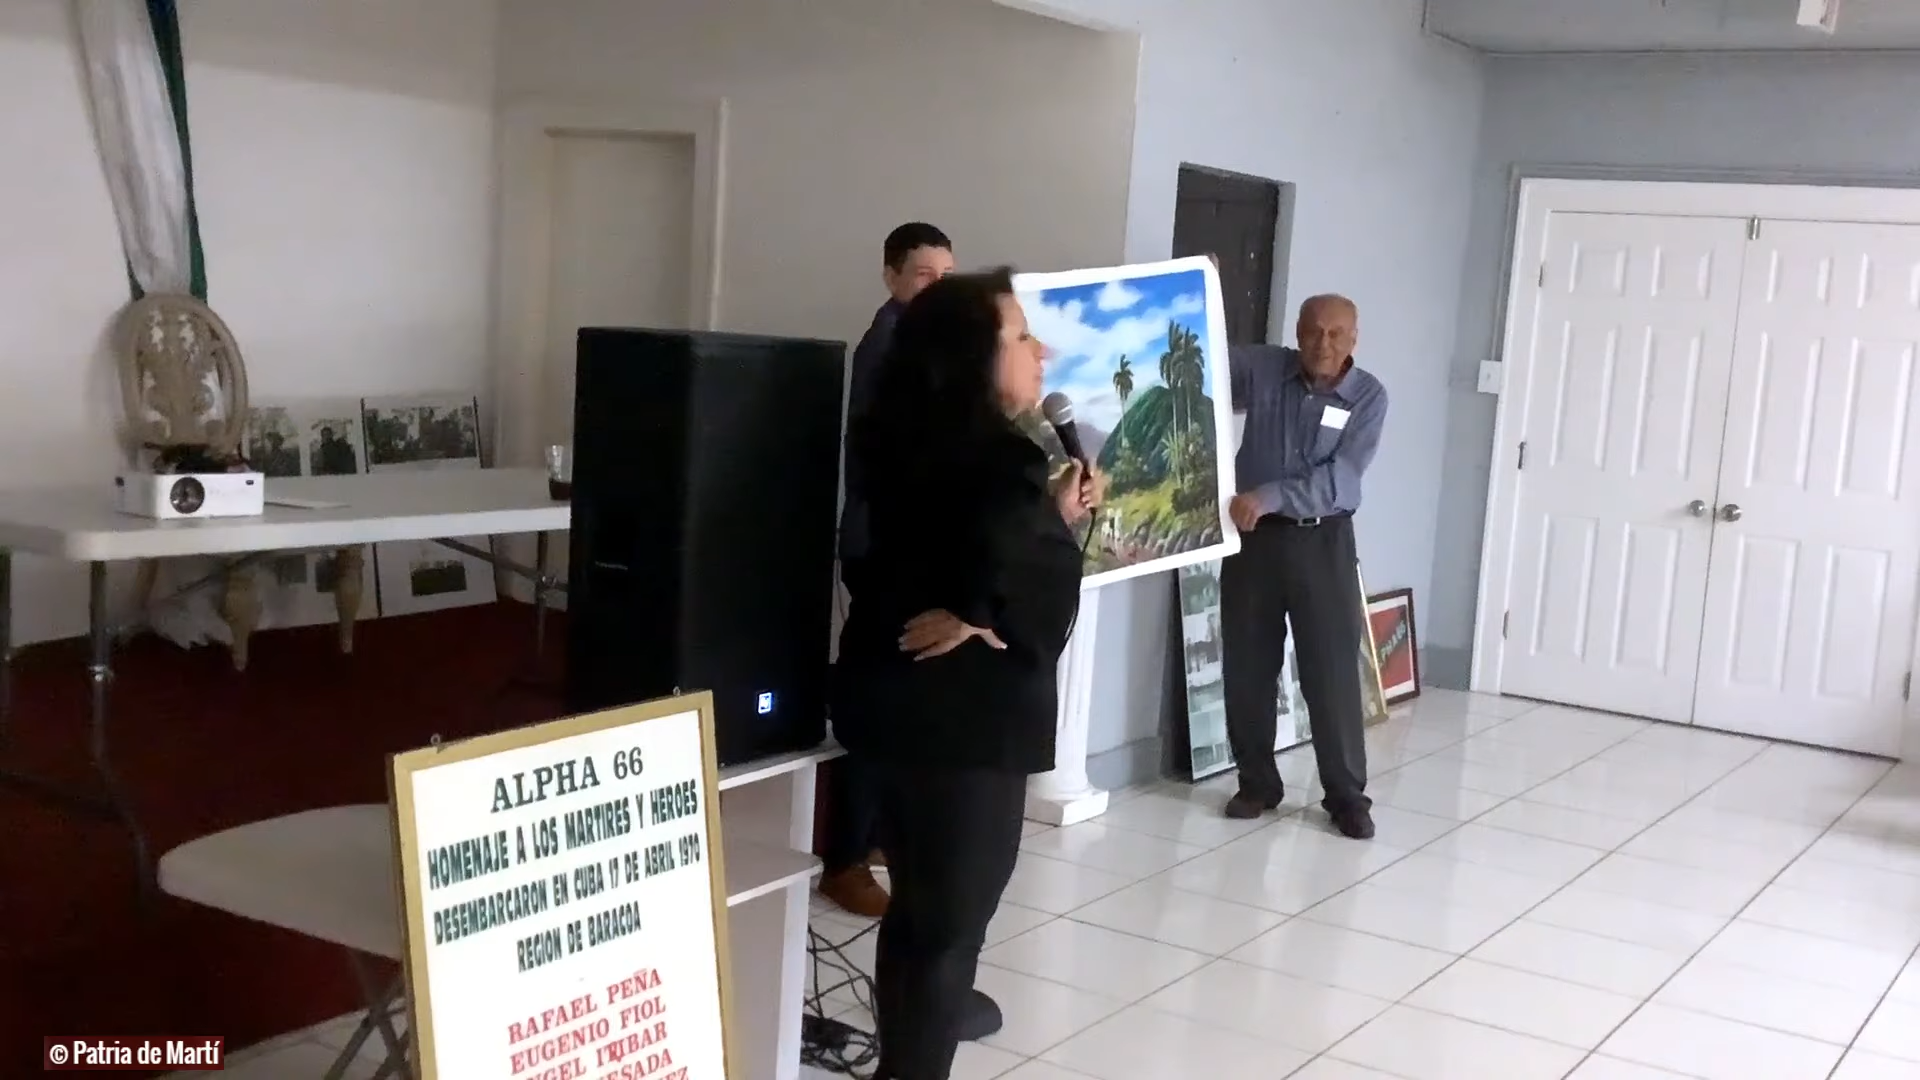 ALPHA 66
HOMENAJE A LOS MARTIRES Y HEROES
DESEMBARCARON EN CUBA 17 DE ABRIL 1970
REGION DE BARACOA
RAFAEL PEÑA
EUGENIO FIOL
© Patria de Martí